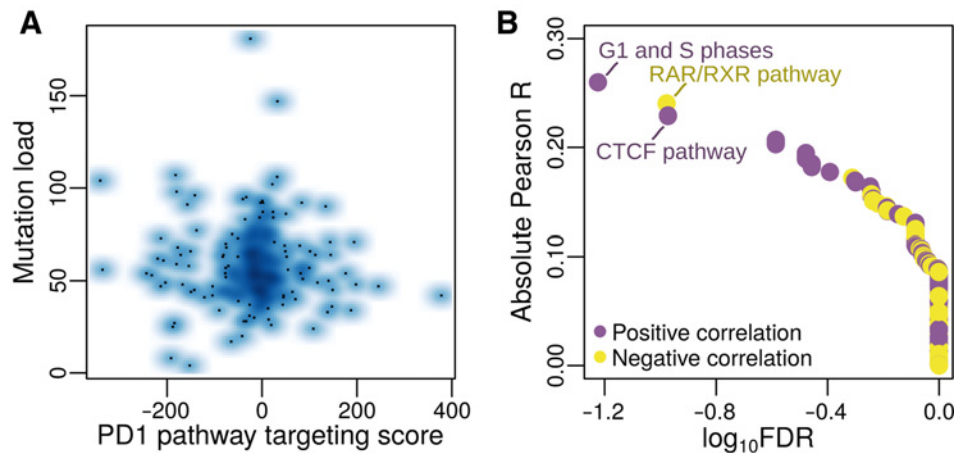 A
Mutation load
150
100
50
0
−200
0
200
400
PD1 pathway targeting score
B
Absolute Pearson R
0.30
0.20
0.10
0.00
G1 and S phases
RAR/RXR pathway
CTCF pathway
Positive correlation
Negative correlation
−1.2
−0.8
−0.4
0.0
log₁₀FDR